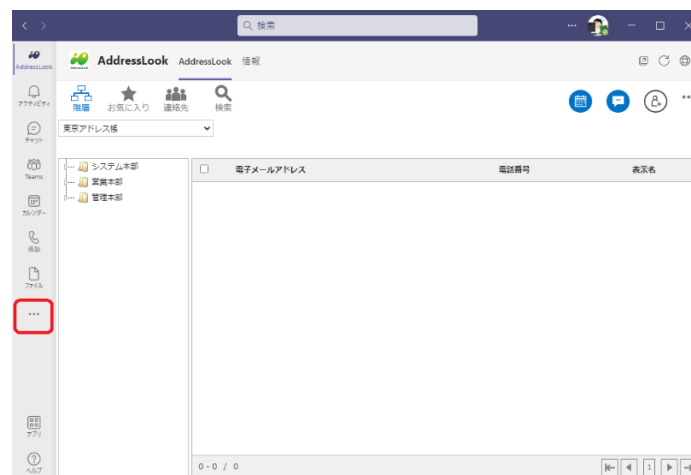 検索
AddressLook
アクティビティ
チャット
Teams
カレンダー
通話
ファイル
アプリ
ヘルプ
AddressLook AddressLook 情報
階層 お気に入り 連絡先 検索
東京アドレス帳
システム本部
営業本部
管理本部
電子メールアドレス 電話番号 表示名
0 - 0 / 0
1